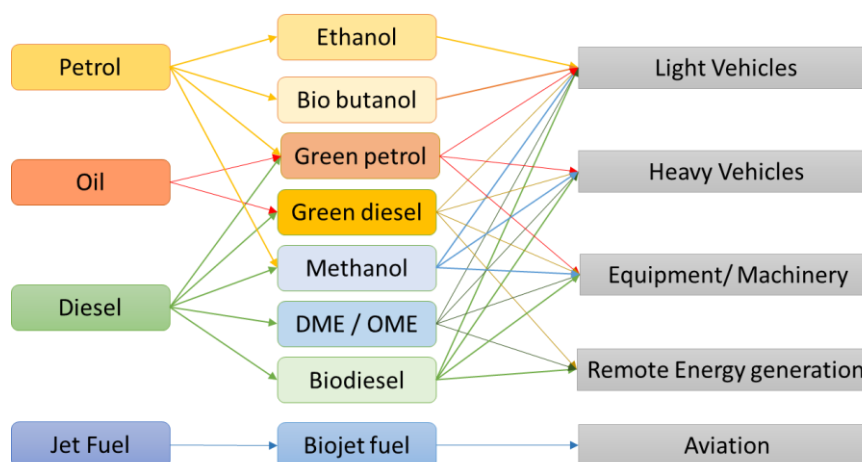 Petrol
Oil
Diesel
Jet Fuel
Ethanol
Bio butanol
Green petrol
Green diesel
Methanol
DME / OME
Biodiesel
Biojet fuel
Light Vehicles
Heavy Vehicles
Equipment/ Machinery
Remote Energy generation
Aviation